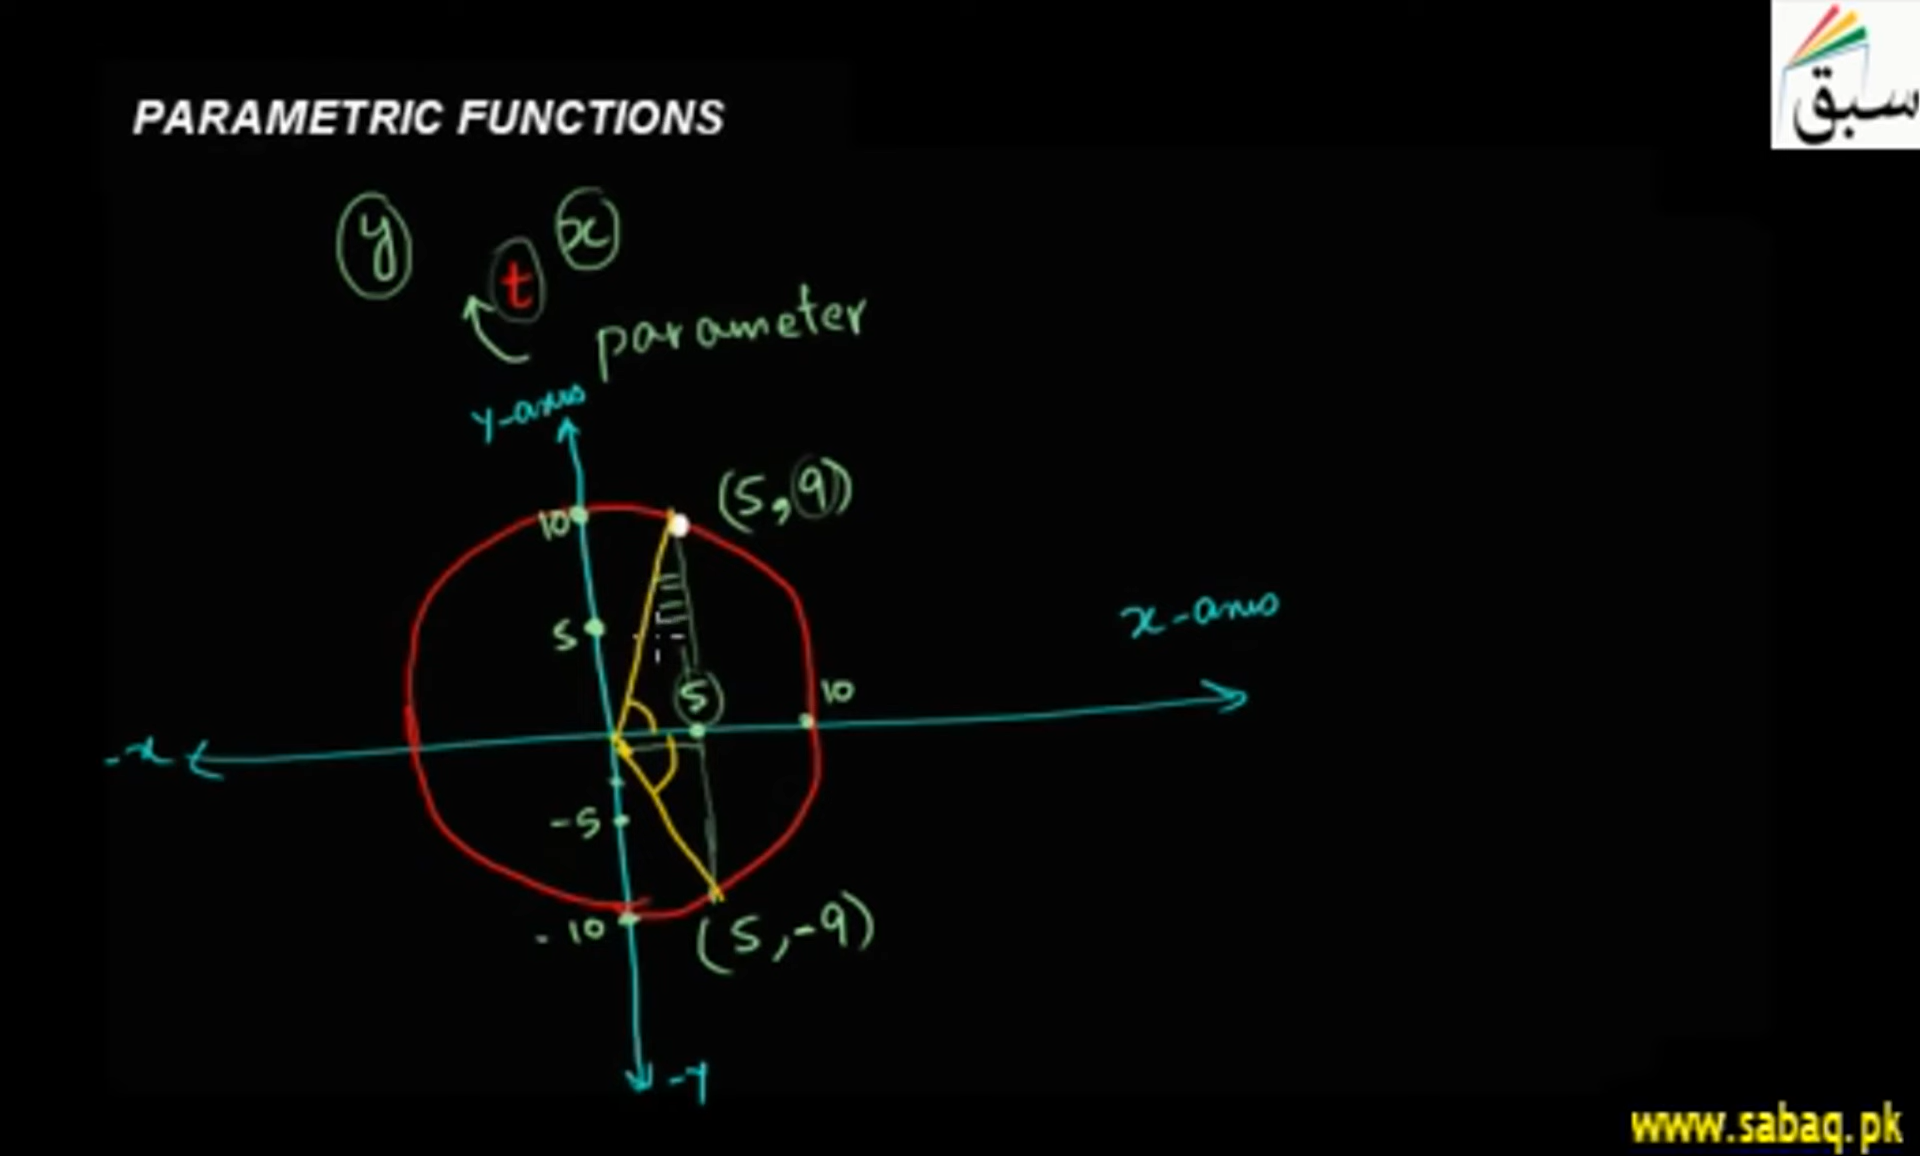 سبق
PARAMETRIC FUNCTIONS
y t x
parameter
Y-axis
(5,9)
10
5
x-axis
5
10
-x
-5
-10
(5,-9)
-y
www.sabaq.pk